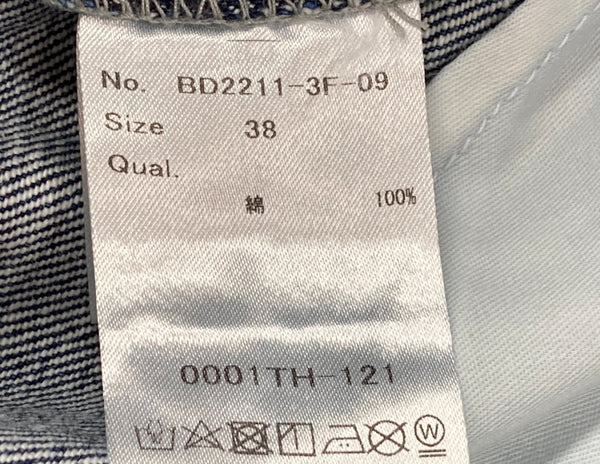 No. BD2211-3F-09
Size 38
Qual.
綿 100%
0001TH-121
W